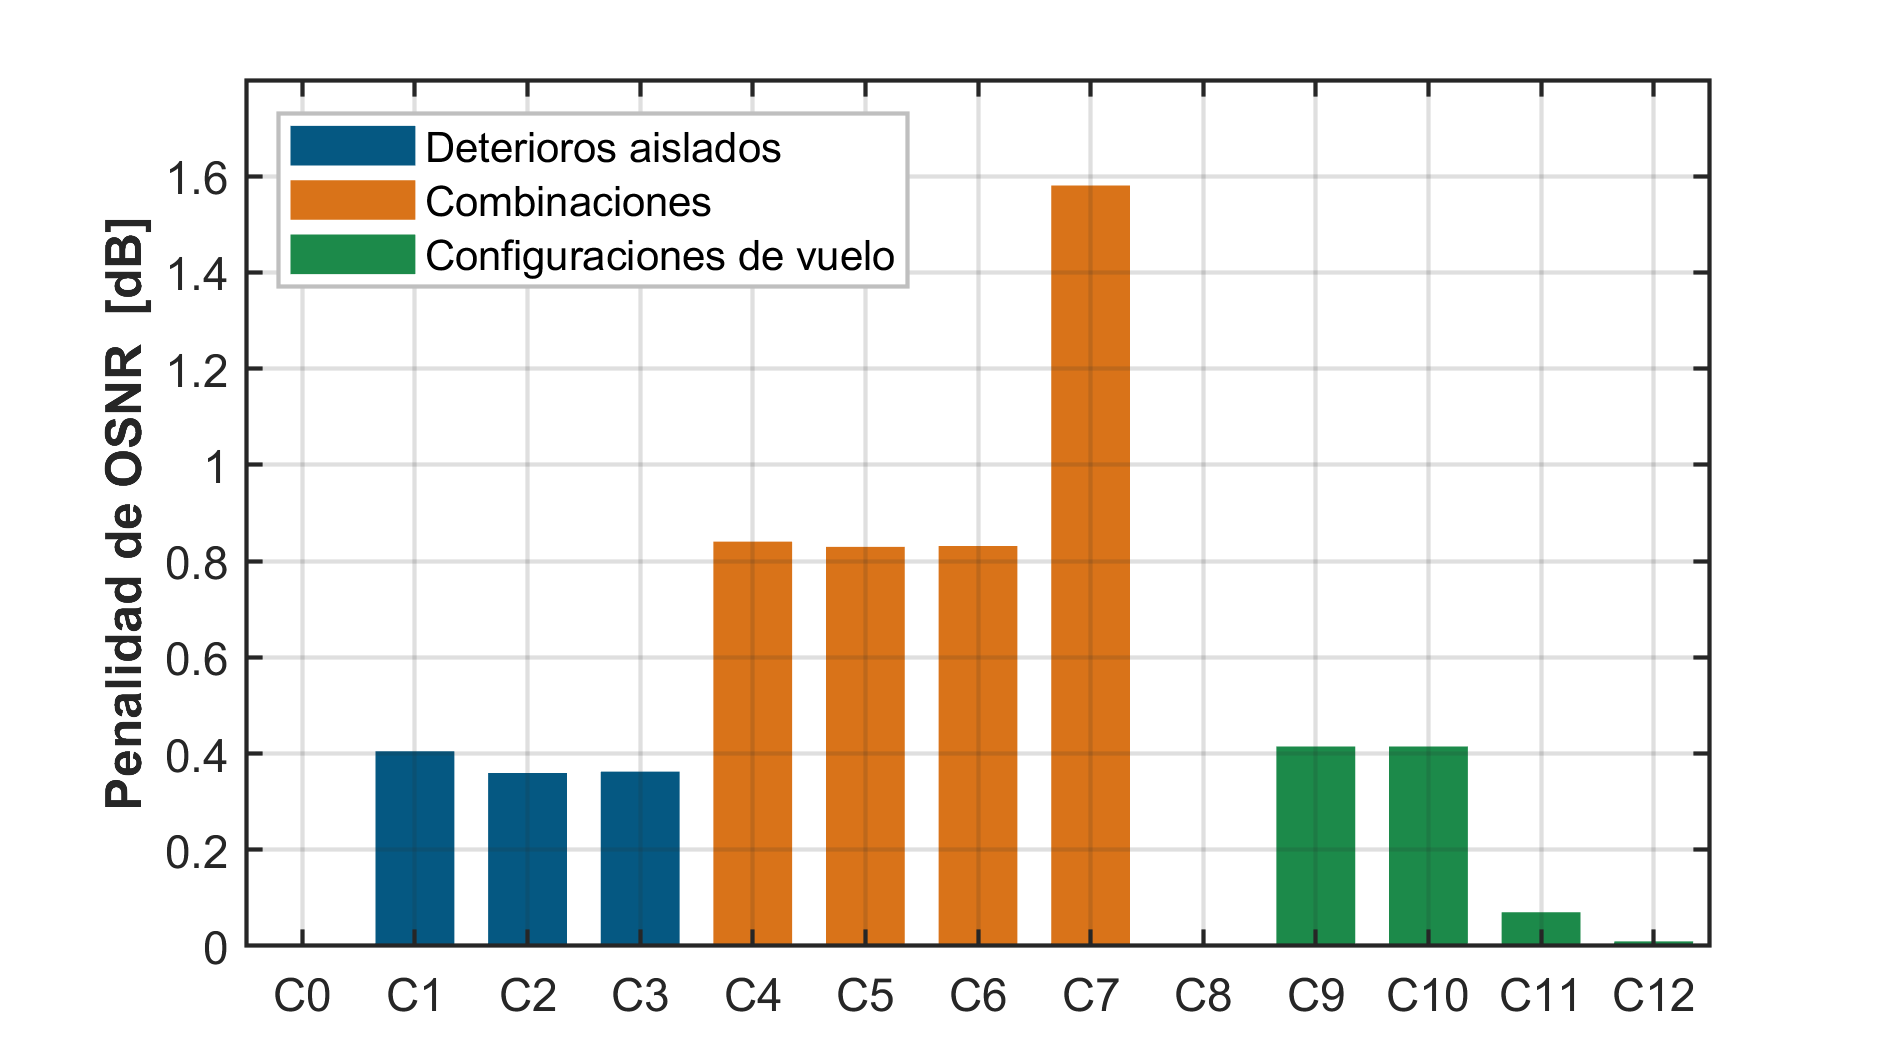 Deterioros aislados
Combinaciones
Configuraciones de vuelo
Penalidad de OSNR [dB]
1.6
1.4
1.2
1
0.8
0.6
0.4
0.2
0
C0 C1 C2 C3 C4 C5 C6 C7 C8 C9 C10 C11 C12